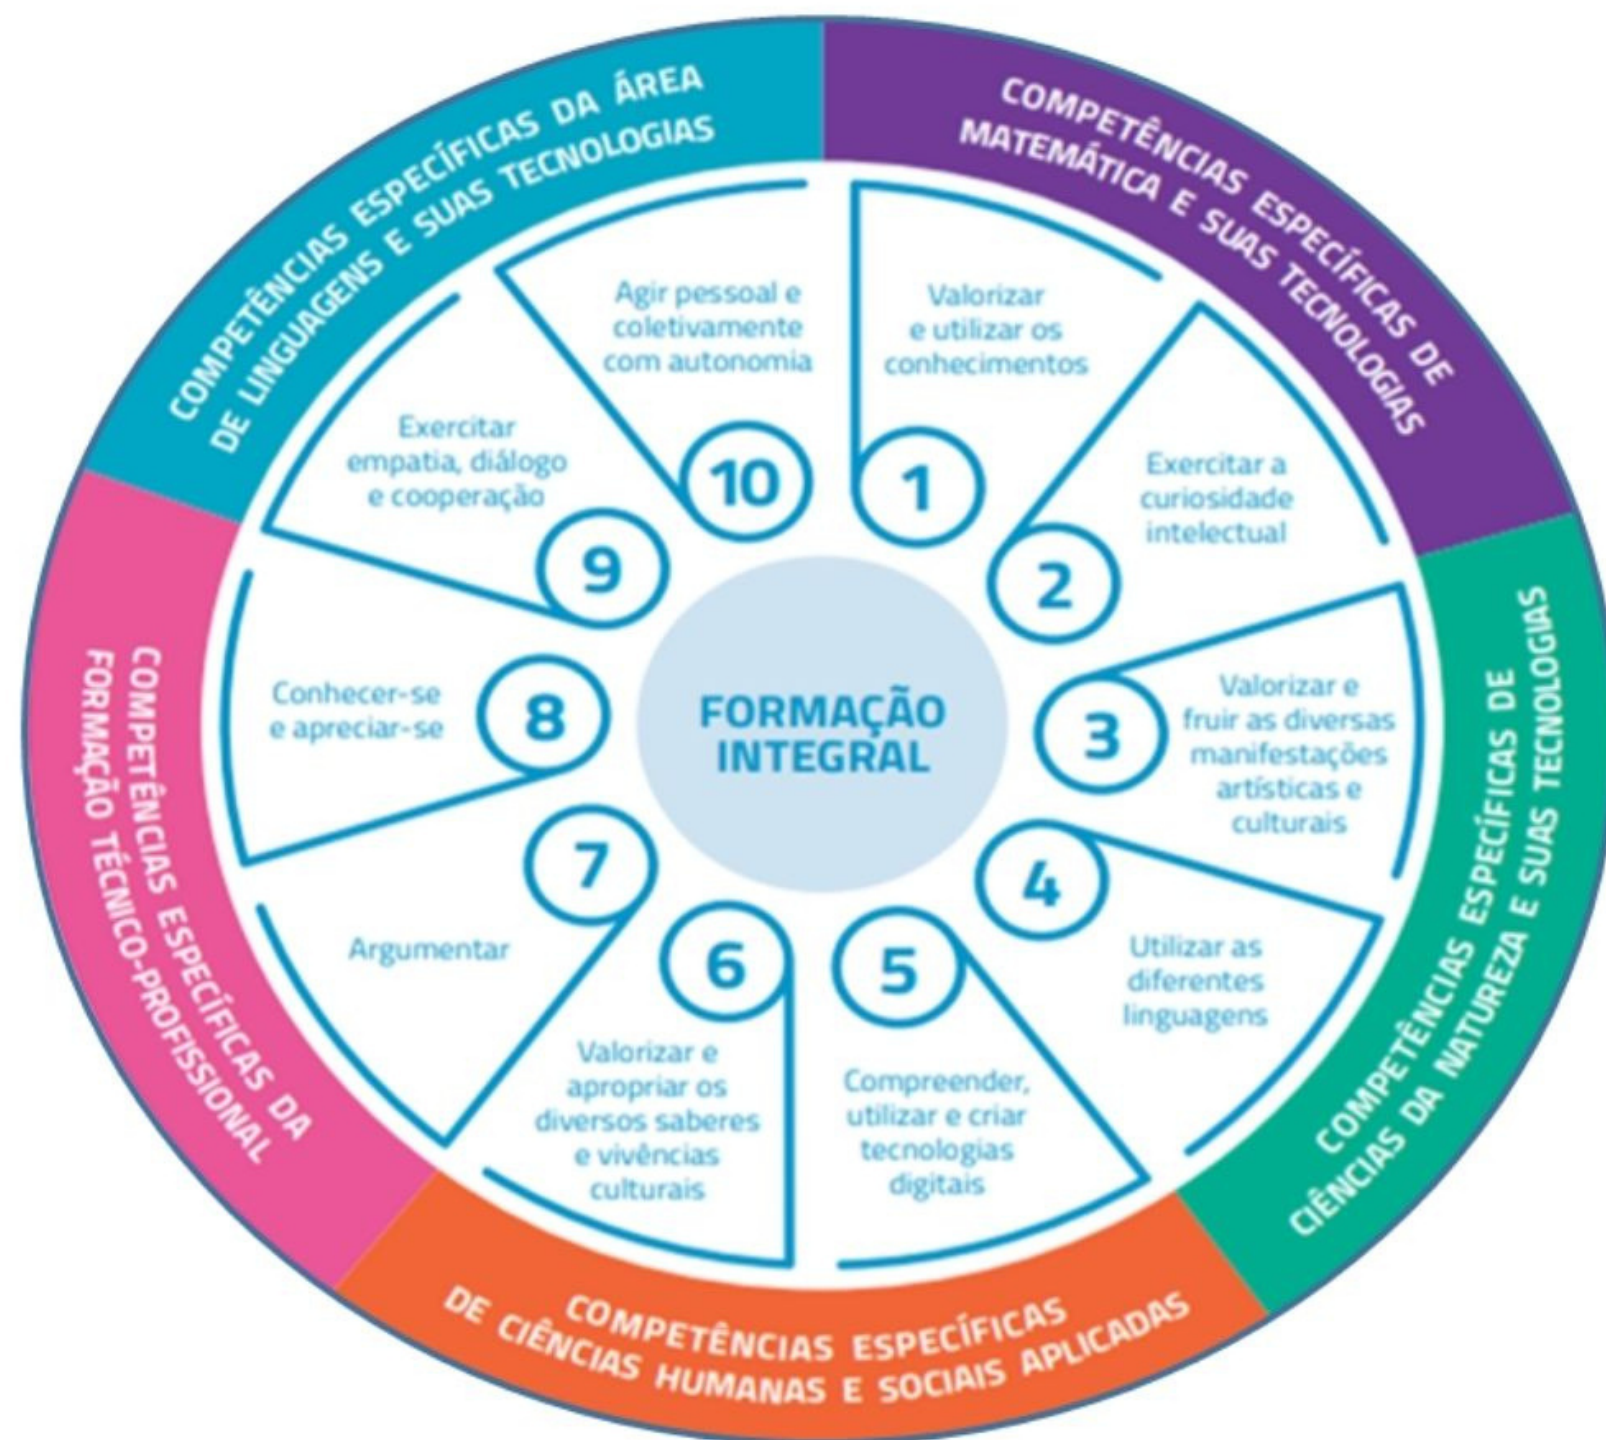 COMPETÊNCIAS ESPECÍFICAS DA ÁREA
DE LINGUAGENS E SUAS TECNOLOGIAS
COMPETÊNCIAS ESPECÍFICAS DE
MATEMÁTICA E SUAS TECNOLOGIAS
COMPETÊNCIAS ESPECÍFICAS DE
CIÊNCIAS DA NATUREZA E SUAS TECNOLOGIAS
COMPETÊNCIAS ESPECÍFICAS
DE CIÊNCIAS HUMANAS E SOCIAIS APLICADAS
COMPETÊNCIAS ESPECÍFICAS DA
FORMAÇÃO TÉCNICO-PROFISSIONAL
1
Valorizar
e utilizar os
conhecimentos
2
Exercitar a
curiosidade
intelectual
3
Valorizar e
fruir as diversas
manifestações
artísticas e
culturais
4
Utilizar as
diferentes
linguagens
5
Compreender,
utilizar e criar
tecnologias
digitais
6
Valorizar e
apropriar os
diversos saberes
e vivências
culturais
7
Argumentar
8
Conhecer-se
e apreciar-se
9
Exercitar
empatia, diálogo
e cooperação
10
Agir pessoal e
coletivamente
com autonomia
FORMAÇÃO
INTEGRAL